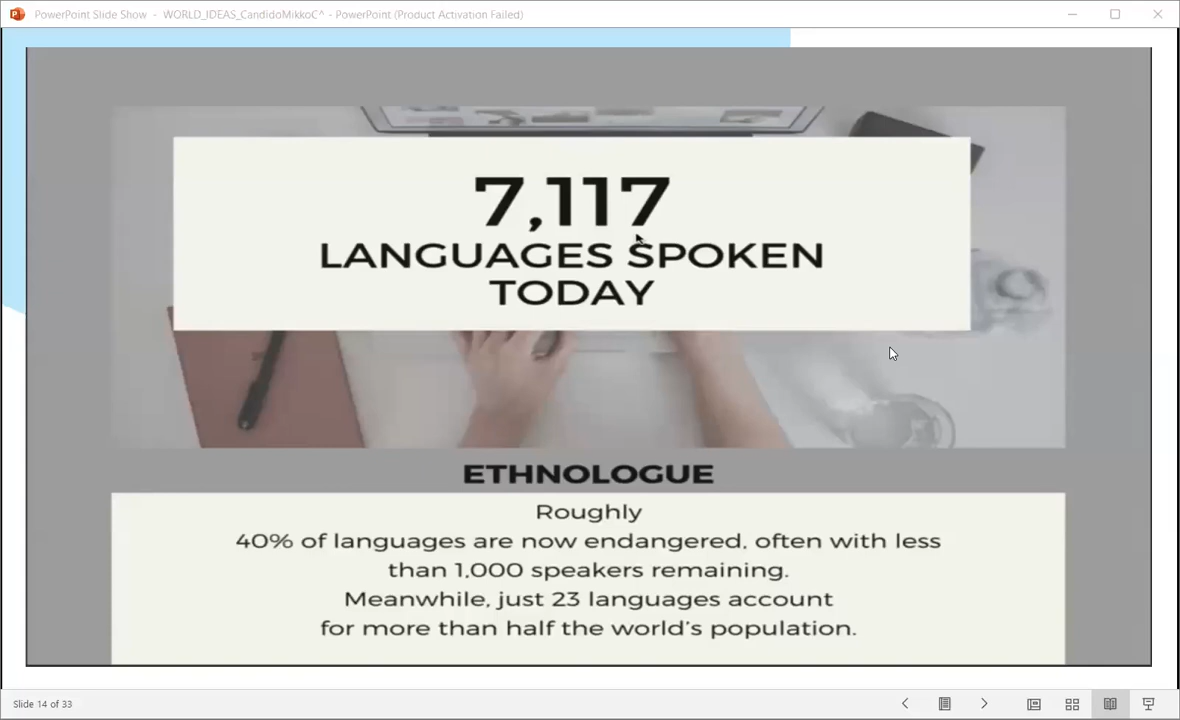 PowerPoint Slide Show - WORLD_IDEAS_CandidoMikkoC^ - PowerPoint (Product Activation Failed)
7,117
LANGUAGES SPOKEN
TODAY
ETHNOLOGUE
Roughly
40% of languages are now endangered, often with less
than 1,000 speakers remaining.
Meanwhile, just 23 languages account
for more than half the world's population.
Slide 14 of 33